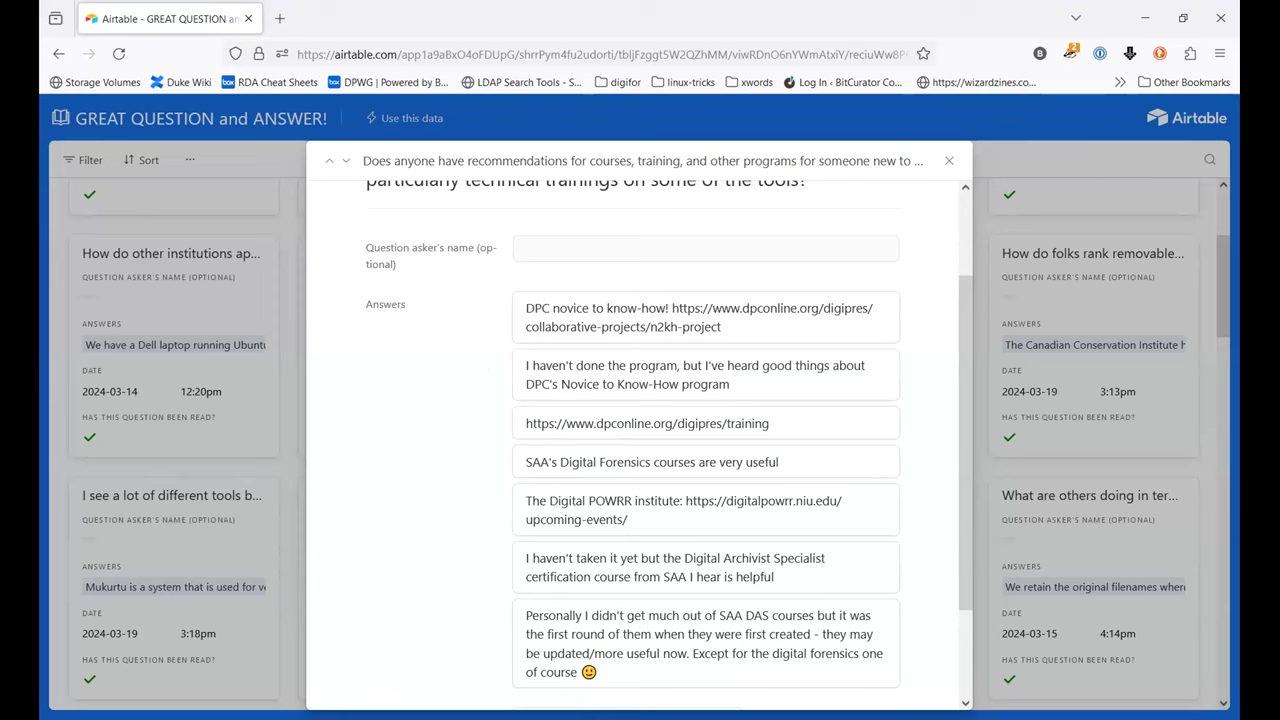 Airtable - GREAT QUESTION an
https://airtable.com/app1a9aBxO4oFDUpG/shrrPym4fu2udorti/tbljFzggt5W2QZhMM/viwRDnO6nYWmAtxiY/reciuWw8P
B
2
Storage Volumes
Duke Wiki
box RDA Cheat Sheets
box DPWG | Powered by B...
LDAP Search Tools - S...
digifor
linux-tricks
xwords
Log In ‹ BitCurator Co...
https://wizardzines.co...
Other Bookmarks
GREAT QUESTION and ANSWER!
Use this data
Airtable
Filter
Sort
...
Does anyone have recommendations for courses, training, and other programs for someone new to ...
particularly technical trainings on some of the tools?
Question asker's name (op-
tional)
Answers
DPC novice to know-how! https://www.dpconline.org/digipres/
collaborative-projects/n2kh-project
I haven't done the program, but I've heard good things about
DPC's Novice to Know-How program
https://www.dpconline.org/digipres/training
SAA's Digital Forensics courses are very useful
The Digital POWRR institute: https://digitalpowrr.niu.edu/
upcoming-events/
I haven't taken it yet but the Digital Archivist Specialist
certification course from SAA I hear is helpful
Personally I didn't get much out of SAA DAS courses but it was
the first round of them when they were first created - they may
be updated/more useful now. Except for the digital forensics one
of course 🙂
How do other institutions ap...
QUESTION ASKER'S NAME (OPTIONAL)
ANSWERS
We have a Dell laptop running Ubunt
DATE
2024-03-14 12:20pm
HAS THIS QUESTION BEEN READ?
I see a lot of different tools b...
QUESTION ASKER'S NAME (OPTIONAL)
ANSWERS
Mukurtu is a system that is used for v
DATE
2024-03-19 3:18pm
HAS THIS QUESTION BEEN READ?
How do folks rank removable...
QUESTION ASKER'S NAME (OPTIONAL)
ANSWERS
The Canadian Conservation Institute h
DATE
2024-03-19 3:13pm
HAS THIS QUESTION BEEN READ?
What are others doing in ter...
QUESTION ASKER'S NAME (OPTIONAL)
ANSWERS
We retain the original filenames wher
DATE
2024-03-15 4:14pm
HAS THIS QUESTION BEEN READ?